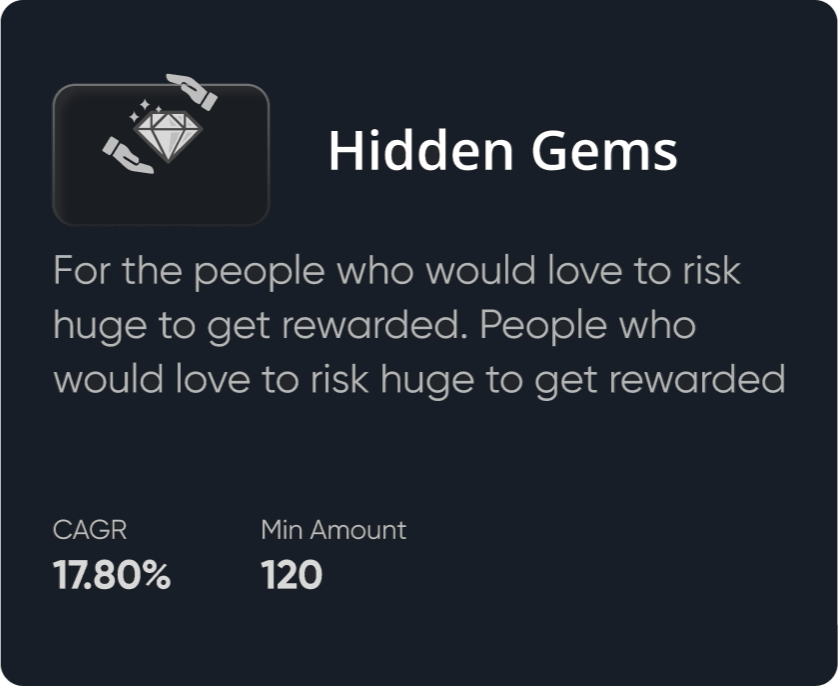 Hidden Gems
For the people who would love to risk
huge to get rewarded. People who
would love to risk huge to get rewarded
CAGR
17.80%
Min Amount
120